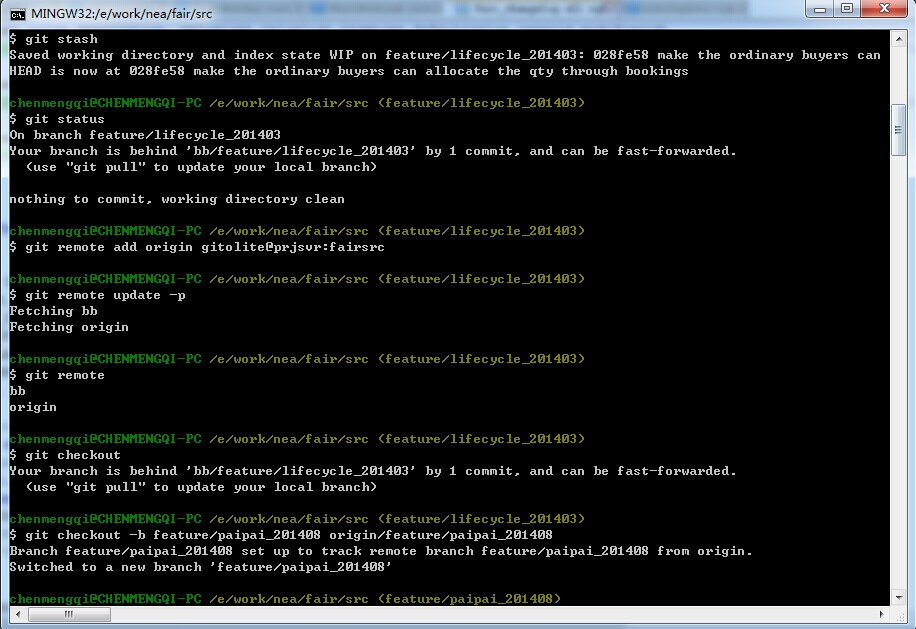 MINGW32:/e/work/nea/fair/src
$ git stash
Saved working directory and index state WIP on feature/lifecycle_201403: 028fe58 make the ordinary buyers can
HEAD is now at 028fe58 make the ordinary buyers can allocate the qty through bookings
chenmengqi@CHENMENGQI-PC /e/work/nea/fair/src (feature/lifecycle_201403)
$ git status
On branch feature/lifecycle_201403
Your branch is behind 'bb/feature/lifecycle_201403' by 1 commit, and can be fast-forwarded.
  (use "git pull" to update your local branch)
nothing to commit, working directory clean
chenmengqi@CHENMENGQI-PC /e/work/nea/fair/src (feature/lifecycle_201403)
$ git remote add origin gitolite@prjsvr:fairsrc
chenmengqi@CHENMENGQI-PC /e/work/nea/fair/src (feature/lifecycle_201403)
$ git remote update -p
Fetching bb
Fetching origin
chenmengqi@CHENMENGQI-PC /e/work/nea/fair/src (feature/lifecycle_201403)
$ git remote
bb
origin
chenmengqi@CHENMENGQI-PC /e/work/nea/fair/src (feature/lifecycle_201403)
$ git checkout
Your branch is behind 'bb/feature/lifecycle_201403' by 1 commit, and can be fast-forwarded.
  (use "git pull" to update your local branch)
chenmengqi@CHENMENGQI-PC /e/work/nea/fair/src (feature/lifecycle_201403)
$ git checkout -b feature/paipai_201408 origin/feature/paipai_201408
Branch feature/paipai_201408 set up to track remote branch feature/paipai_201408 from origin.
Switched to a new branch 'feature/paipai_201408'
chenmengqi@CHENMENGQI-PC /e/work/nea/fair/src (feature/paipai_201408)